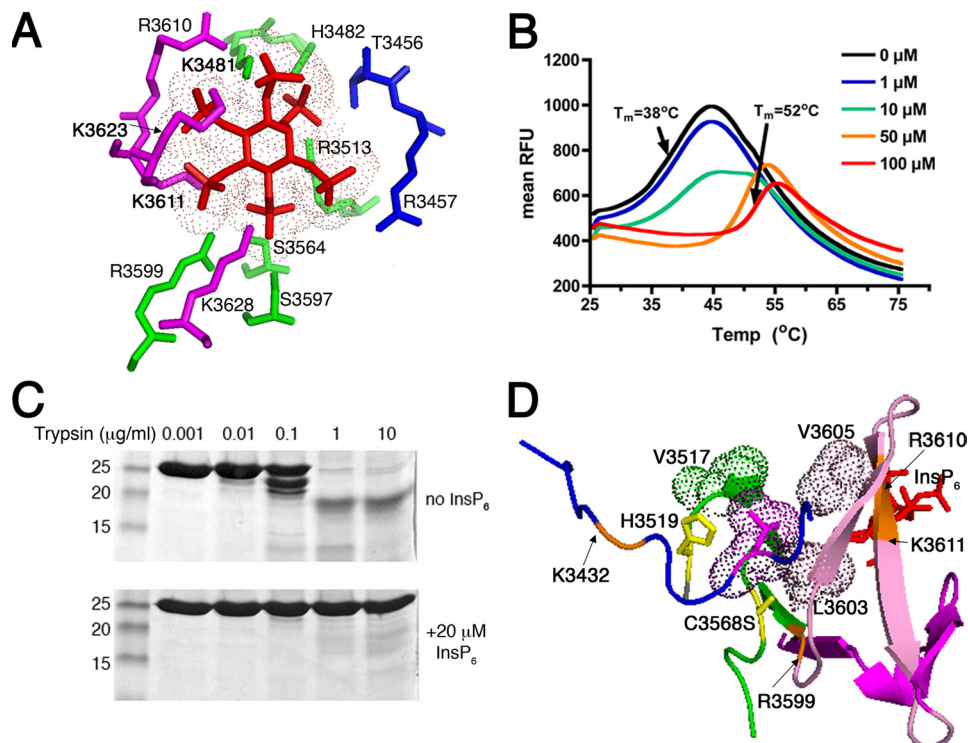 A
R3610
H3482
T3456
K3481
K3623
R3513
K3611
R3457
S3564
R3599
K3628
S3597
B
1200
1000
800
600
400
200
mean RFU
25
35
45
55
65
75
Temp (°C)
Tm=38°C
Tm=52°C
0 µM
1 µM
10 µM
50 µM
100 µM
C
Trypsin (µg/ml) 0.001 0.01 0.1 1 10
25
20
15
no InsP6
25
20
15
+20 µM
InsP6
D
V3605
V3517
R3610
InsP6
H3519
K3611
K3432
L3603
C3568S
R3599